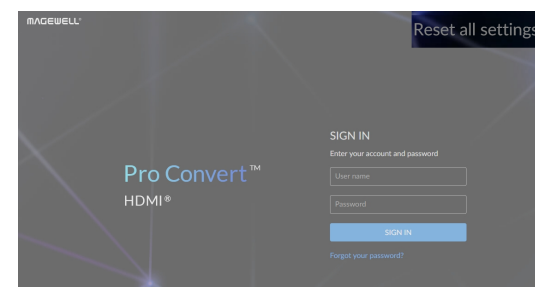 MAGEWELL®
Reset all settings
SIGN IN
Enter your account and password
Pro Convert™
User name
HDMI®
Password
SIGN IN
Forgot your password?